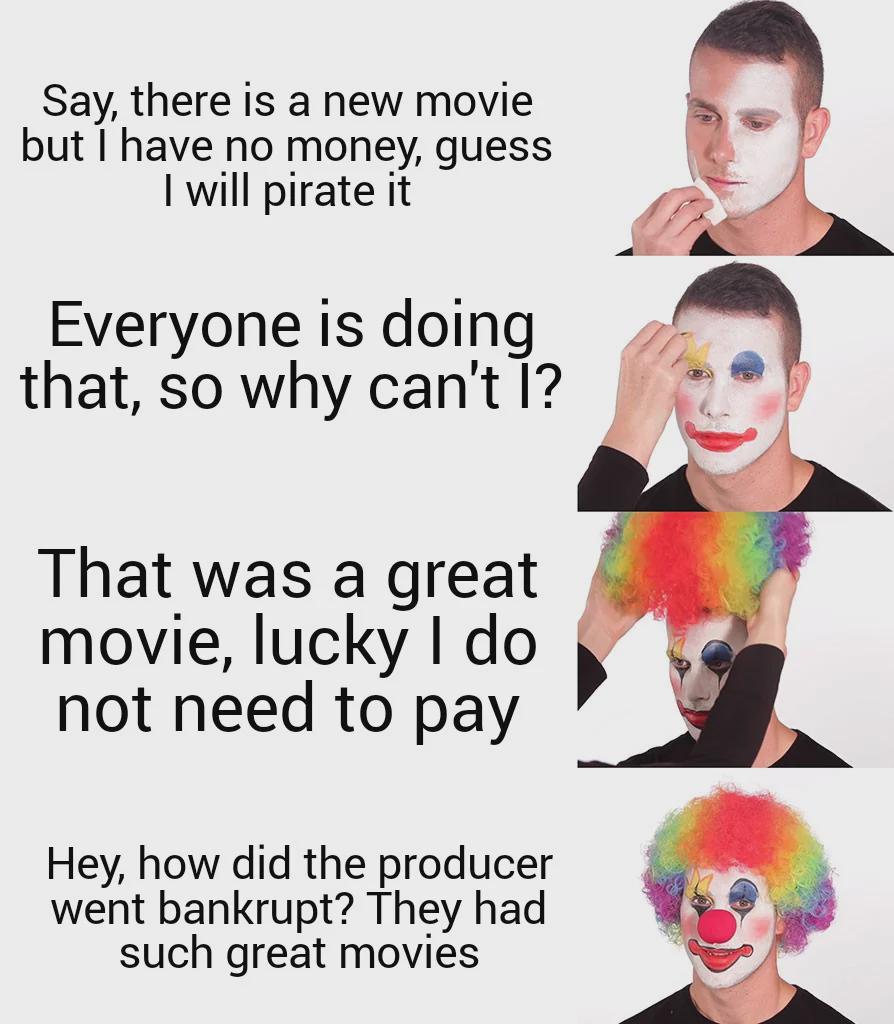 Say, there is a new movie
but I have no money, guess
I will pirate it
Everyone is doing
that, so why can't I?
That was a great
movie, lucky I do
not need to pay
Hey, how did the producer
went bankrupt? They had
such great movies